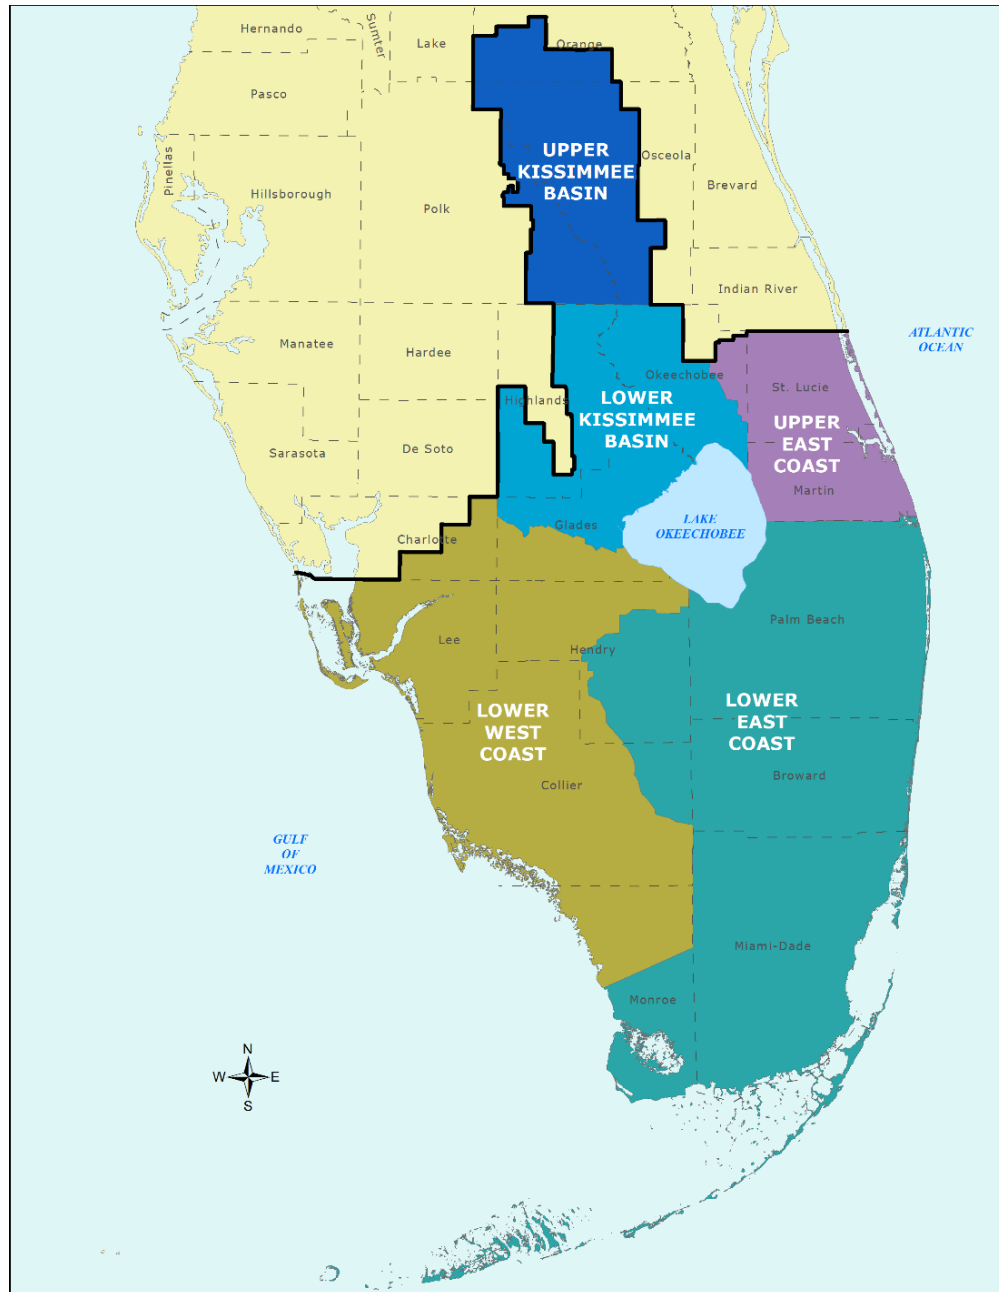 Hernando
Sumter
Lake
Orange
Pasco
Pinellas
Hillsborough
Polk
UPPER
KISSIMMEE
BASIN
Osceola
Brevard
Indian River
ATLANTIC
OCEAN
Manatee
Hardee
Okeechobee
St. Lucie
Highlands
LOWER
KISSIMMEE
BASIN
UPPER
EAST
COAST
Sarasota
De Soto
Martin
LAKE
OKEECHOBEE
Glades
Charlotte
Palm Beach
Lee
Hendry
LOWER
WEST
COAST
LOWER
EAST
COAST
Collier
Broward
GULF
OF
MEXICO
Miami-Dade
Monroe
N
W
E
S